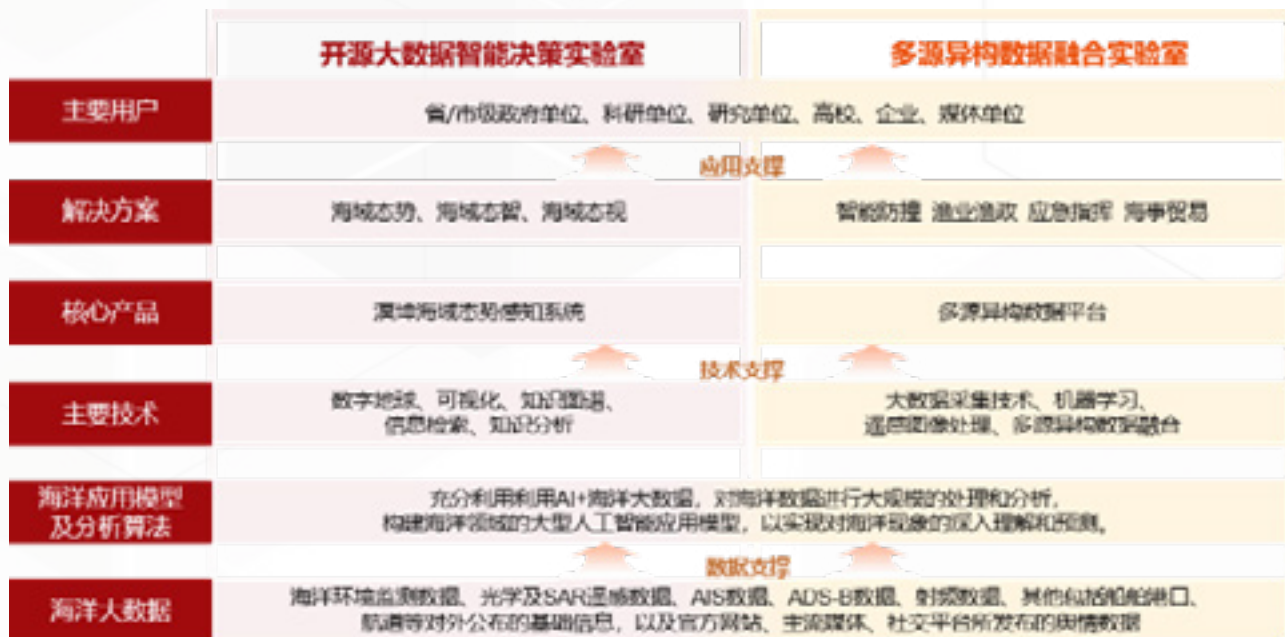 开源大数据智能决策实验室
多源异构数据融合实验室
主要用户
省/市级政府单位、科研单位、研究单位、高校、企业、媒体单位
应用支撑
解决方案
海域态势、海域态智、海域态视
智能防撞 渔业渔政 应急指挥 海事贸易
核心产品
海域态势感知系统
多源异构数据平台
技术支撑
主要技术
数字地球、可视化、知识图谱、
信息检索、知识分析
大数据采集技术、机器学习、
遥感图像处理、多源异构数据融合
海洋应用模型
及分析算法
充分利用利用AI+海洋大数据，对海洋数据进行大规模的处理和分析，
构建海洋领域的大型人工智能应用模型，以实现对海洋现象的深入理解和预测。
数据支撑
海洋大数据
海洋环境监测数据、光学及SAR遥感数据、AIS数据、ADS-B数据、射频数据、其他包括船舶港口、
航道等对外公布的基础信息，以及官方网站、主流媒体、社交平台所发布的舆情数据